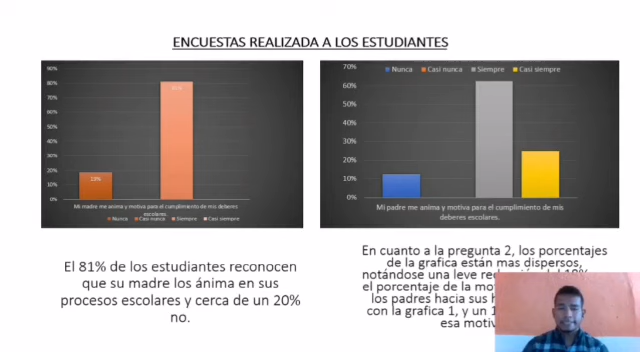 ENCUESTAS REALIZADA A LOS ESTUDIANTES
90%
80%
70%
60%
50%
40%
30%
20%
10%
0%
Mi madre me anima y motiva para el cumplimiento de mis deberes
escolares.
Nunca Casi nunca Siempre Casi siempre
70%
60%
50%
40%
30%
20%
10%
0%
Nunca Casi nunca Siempre Casi siempre
Mi padre me anima y motiva para el cumplimiento de mis
deberes escolares.
El 81% de los estudiantes reconocen
que su madre los ánima en sus
procesos escolares y cerca de un 20%
no.
En cuanto a la pregunta 2, los porcentajes
de la grafica están mas dispersos,
notándose una leve
el porcentaje de la
los padres hacia sus
con la grafica 1, y un
esa